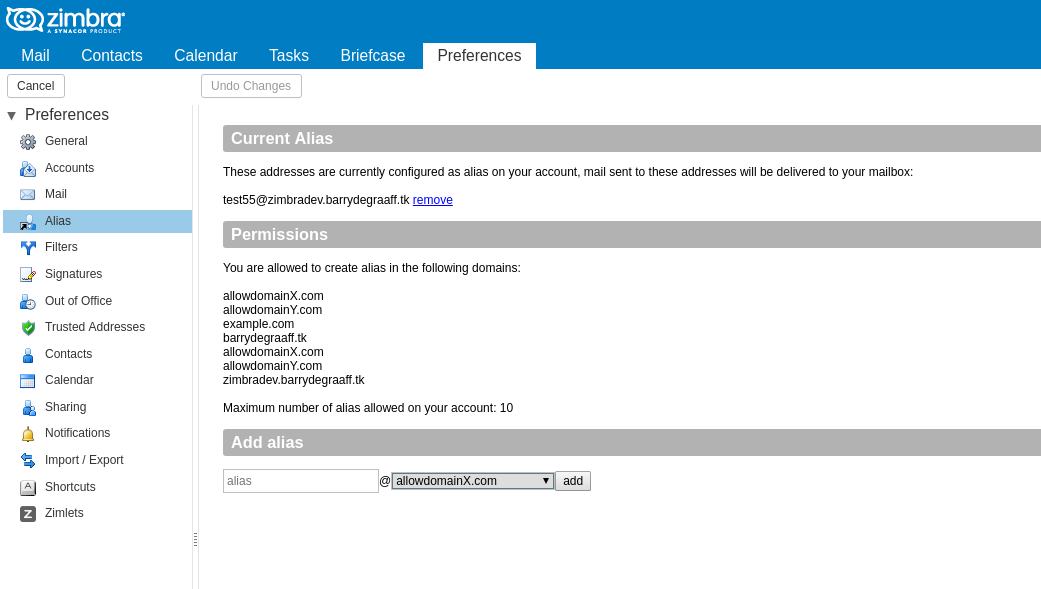 zimbra
A SYNACOR PRODUCT
Mail Contacts Calendar Tasks Briefcase Preferences
Cancel Undo Changes
Preferences
General
Accounts
Mail
Alias
Filters
Signatures
Out of Office
Trusted Addresses
Contacts
Calendar
Sharing
Notifications
Import / Export
Shortcuts
Zimlets
Current Alias
These addresses are currently configured as alias on your account, mail sent to these addresses will be delivered to your mailbox:
test55@zimbradev.barrydegraaff.tk remove
Permissions
You are allowed to create alias in the following domains:
allowdomainX.com
allowdomainY.com
example.com
barrydegraaff.tk
allowdomainX.com
allowdomainY.com
zimbradev.barrydegraaff.tk
Maximum number of alias allowed on your account: 10
Add alias
alias @ allowdomainX.com add